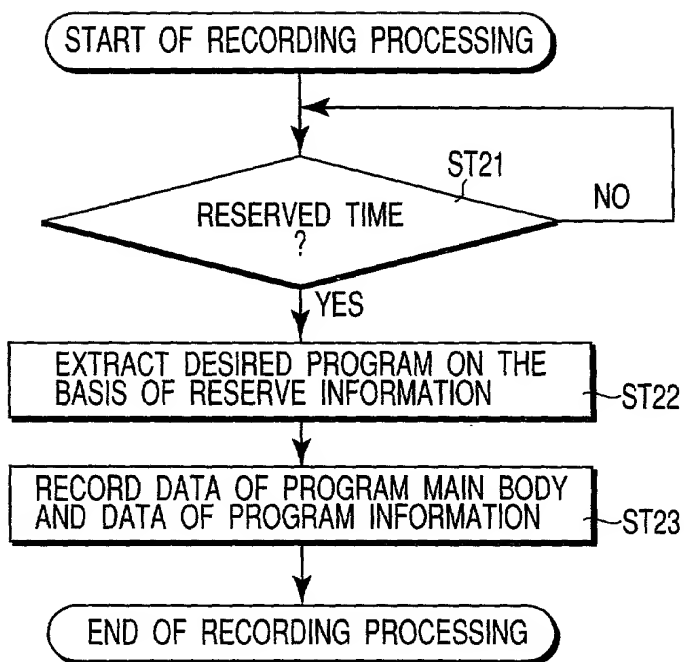 START OF RECORDING PROCESSING
ST21
RESERVED TIME
?
NO
YES
EXTRACT DESIRED PROGRAM ON THE
BASIS OF RESERVE INFORMATION
ST22
RECORD DATA OF PROGRAM MAIN BODY
AND DATA OF PROGRAM INFORMATION
ST23
END OF RECORDING PROCESSING